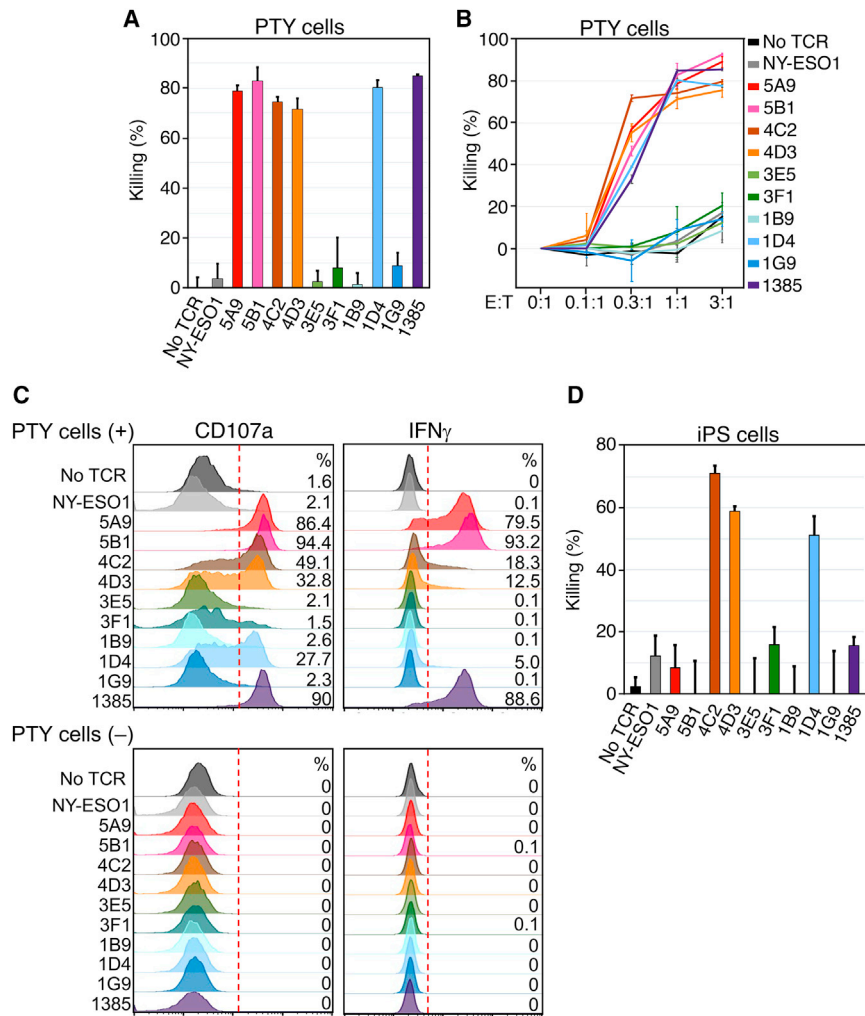 A
PTY cells
Killing (%)
100
80
60
40
20
0
No TCR
NY-ESO1
5A9
5B1
4C2
4D3
3E5
3F1
1B9
1D4
1G9
1385
B
PTY cells
Killing (%)
100
80
60
40
20
0
E:T 0:1 0.1:1 0.3:1 1:1 3:1
No TCR
NY-ESO1
5A9
5B1
4C2
4D3
3E5
3F1
1B9
1D4
1G9
1385
C
PTY cells (+) CD107a IFNγ
% %
No TCR 1.6 0
NY-ESO1 2.1 0.1
5A9 86.4 79.5
5B1 94.4 93.2
4C2 49.1 18.3
4D3 32.8 12.5
3E5 2.1 0.1
3F1 1.5 0.1
1B9 2.6 0.1
1D4 27.7 5.0
1G9 2.3 0.1
1385 90 88.6
PTY cells (–)
% %
No TCR 0 0
NY-ESO1 0 0
5A9 0 0
5B1 0 0.1
4C2 0 0
4D3 0 0
3E5 0 0
3F1 0 0.1
1B9 0 0
1D4 0 0
1G9 0 0
1385 0 0
D
iPS cells
Killing (%)
80
60
40
20
0
No TCR
NY-ESO1
5A9
5B1
4C2
4D3
3E5
3F1
1B9
1D4
1G9
1385